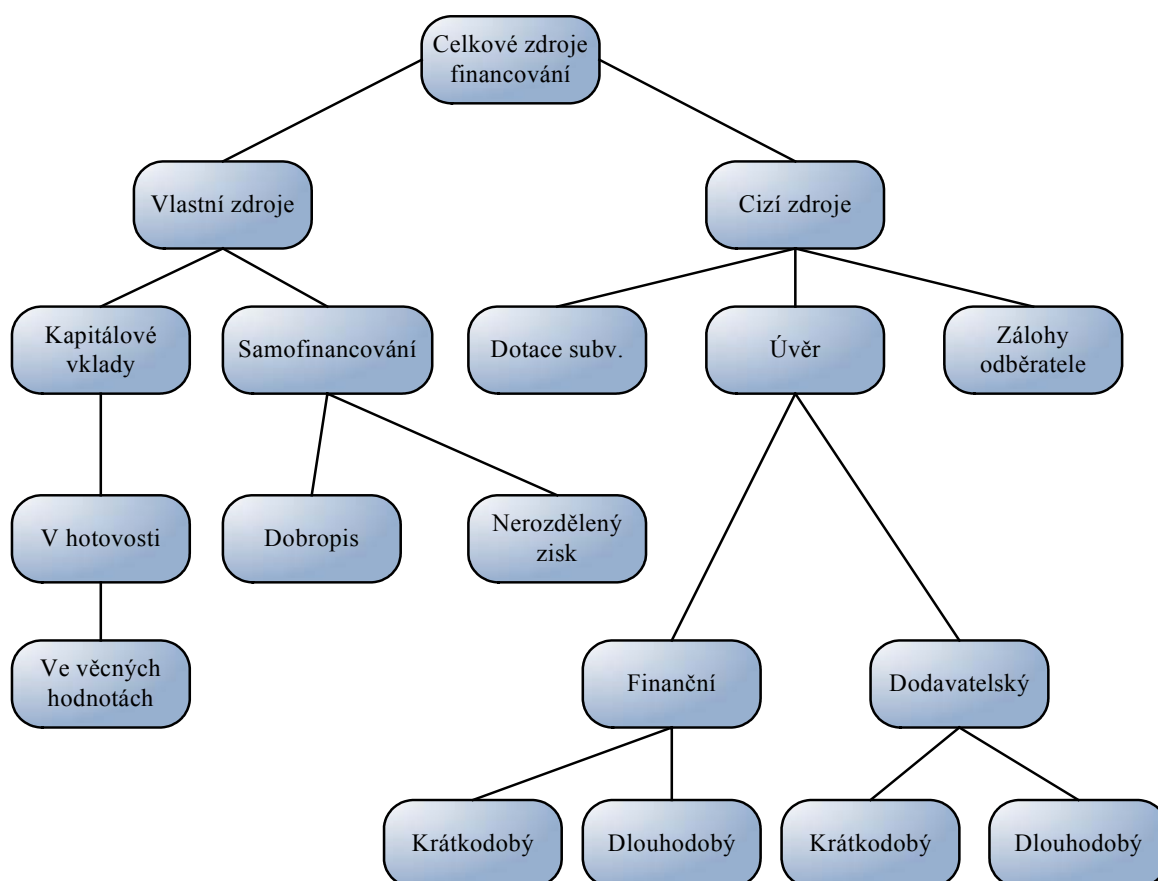 Celkové zdroje
financování
Vlastní zdroje
Cizí zdroje
Kapitálové
vklady
Samofinancování
Dotace subv.
Úvěr
Zálohy
odběratele
V hotovosti
Dobropis
Nerozdělený
zisk
Ve věcných
hodnotách
Finanční
Dodavatelský
Krátkodobý
Dlouhodobý
Krátkodobý
Dlouhodobý